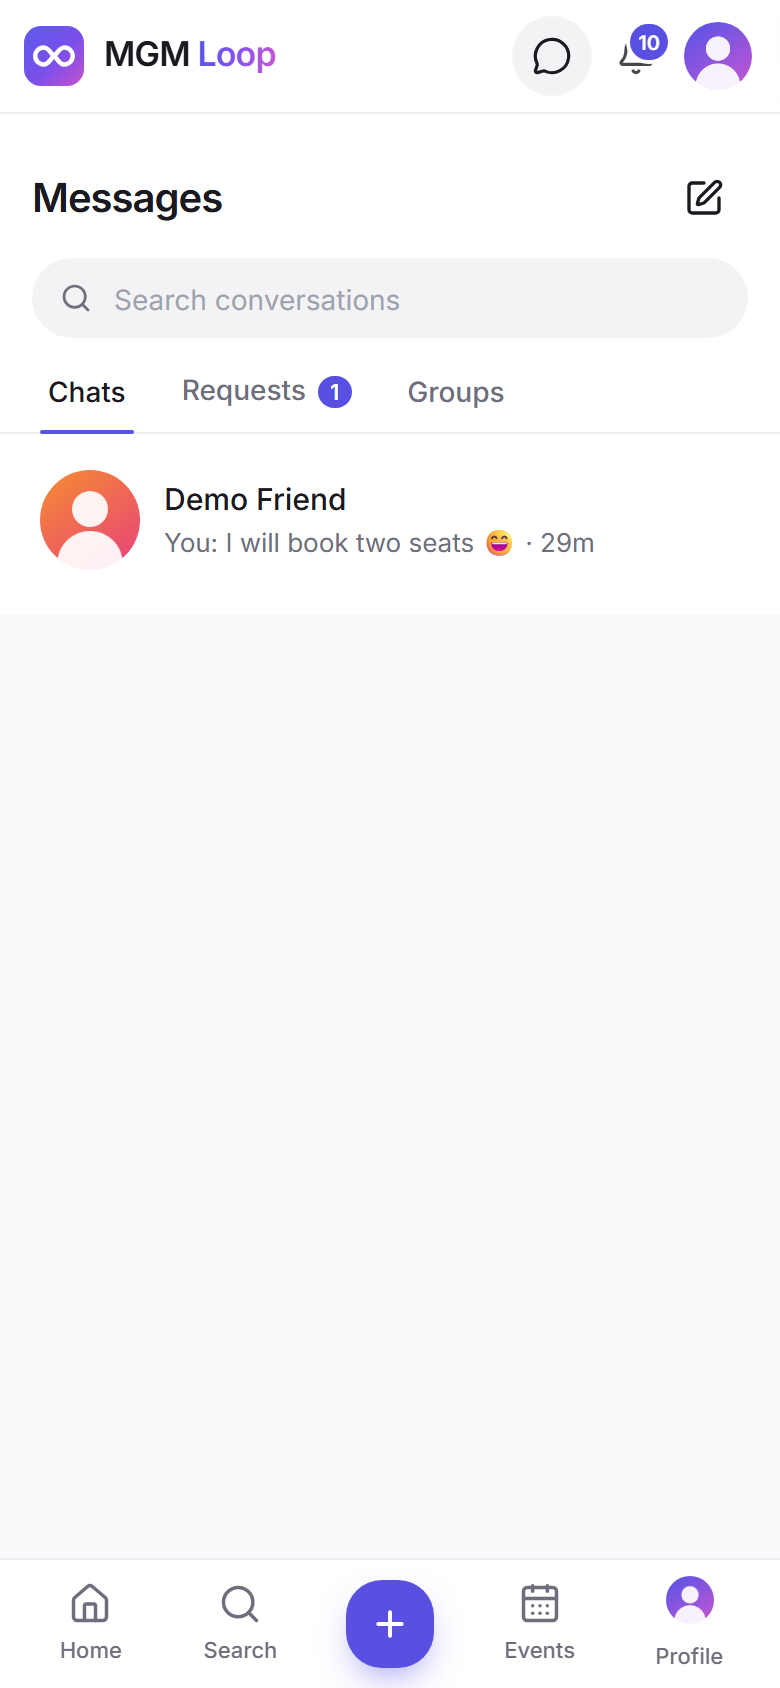 MGM Loop
10
Messages
Search conversations
Chats
Requests 1
Groups
Demo Friend
You: I will book two seats 😄 · 29m
Home
Search
Events
Profile